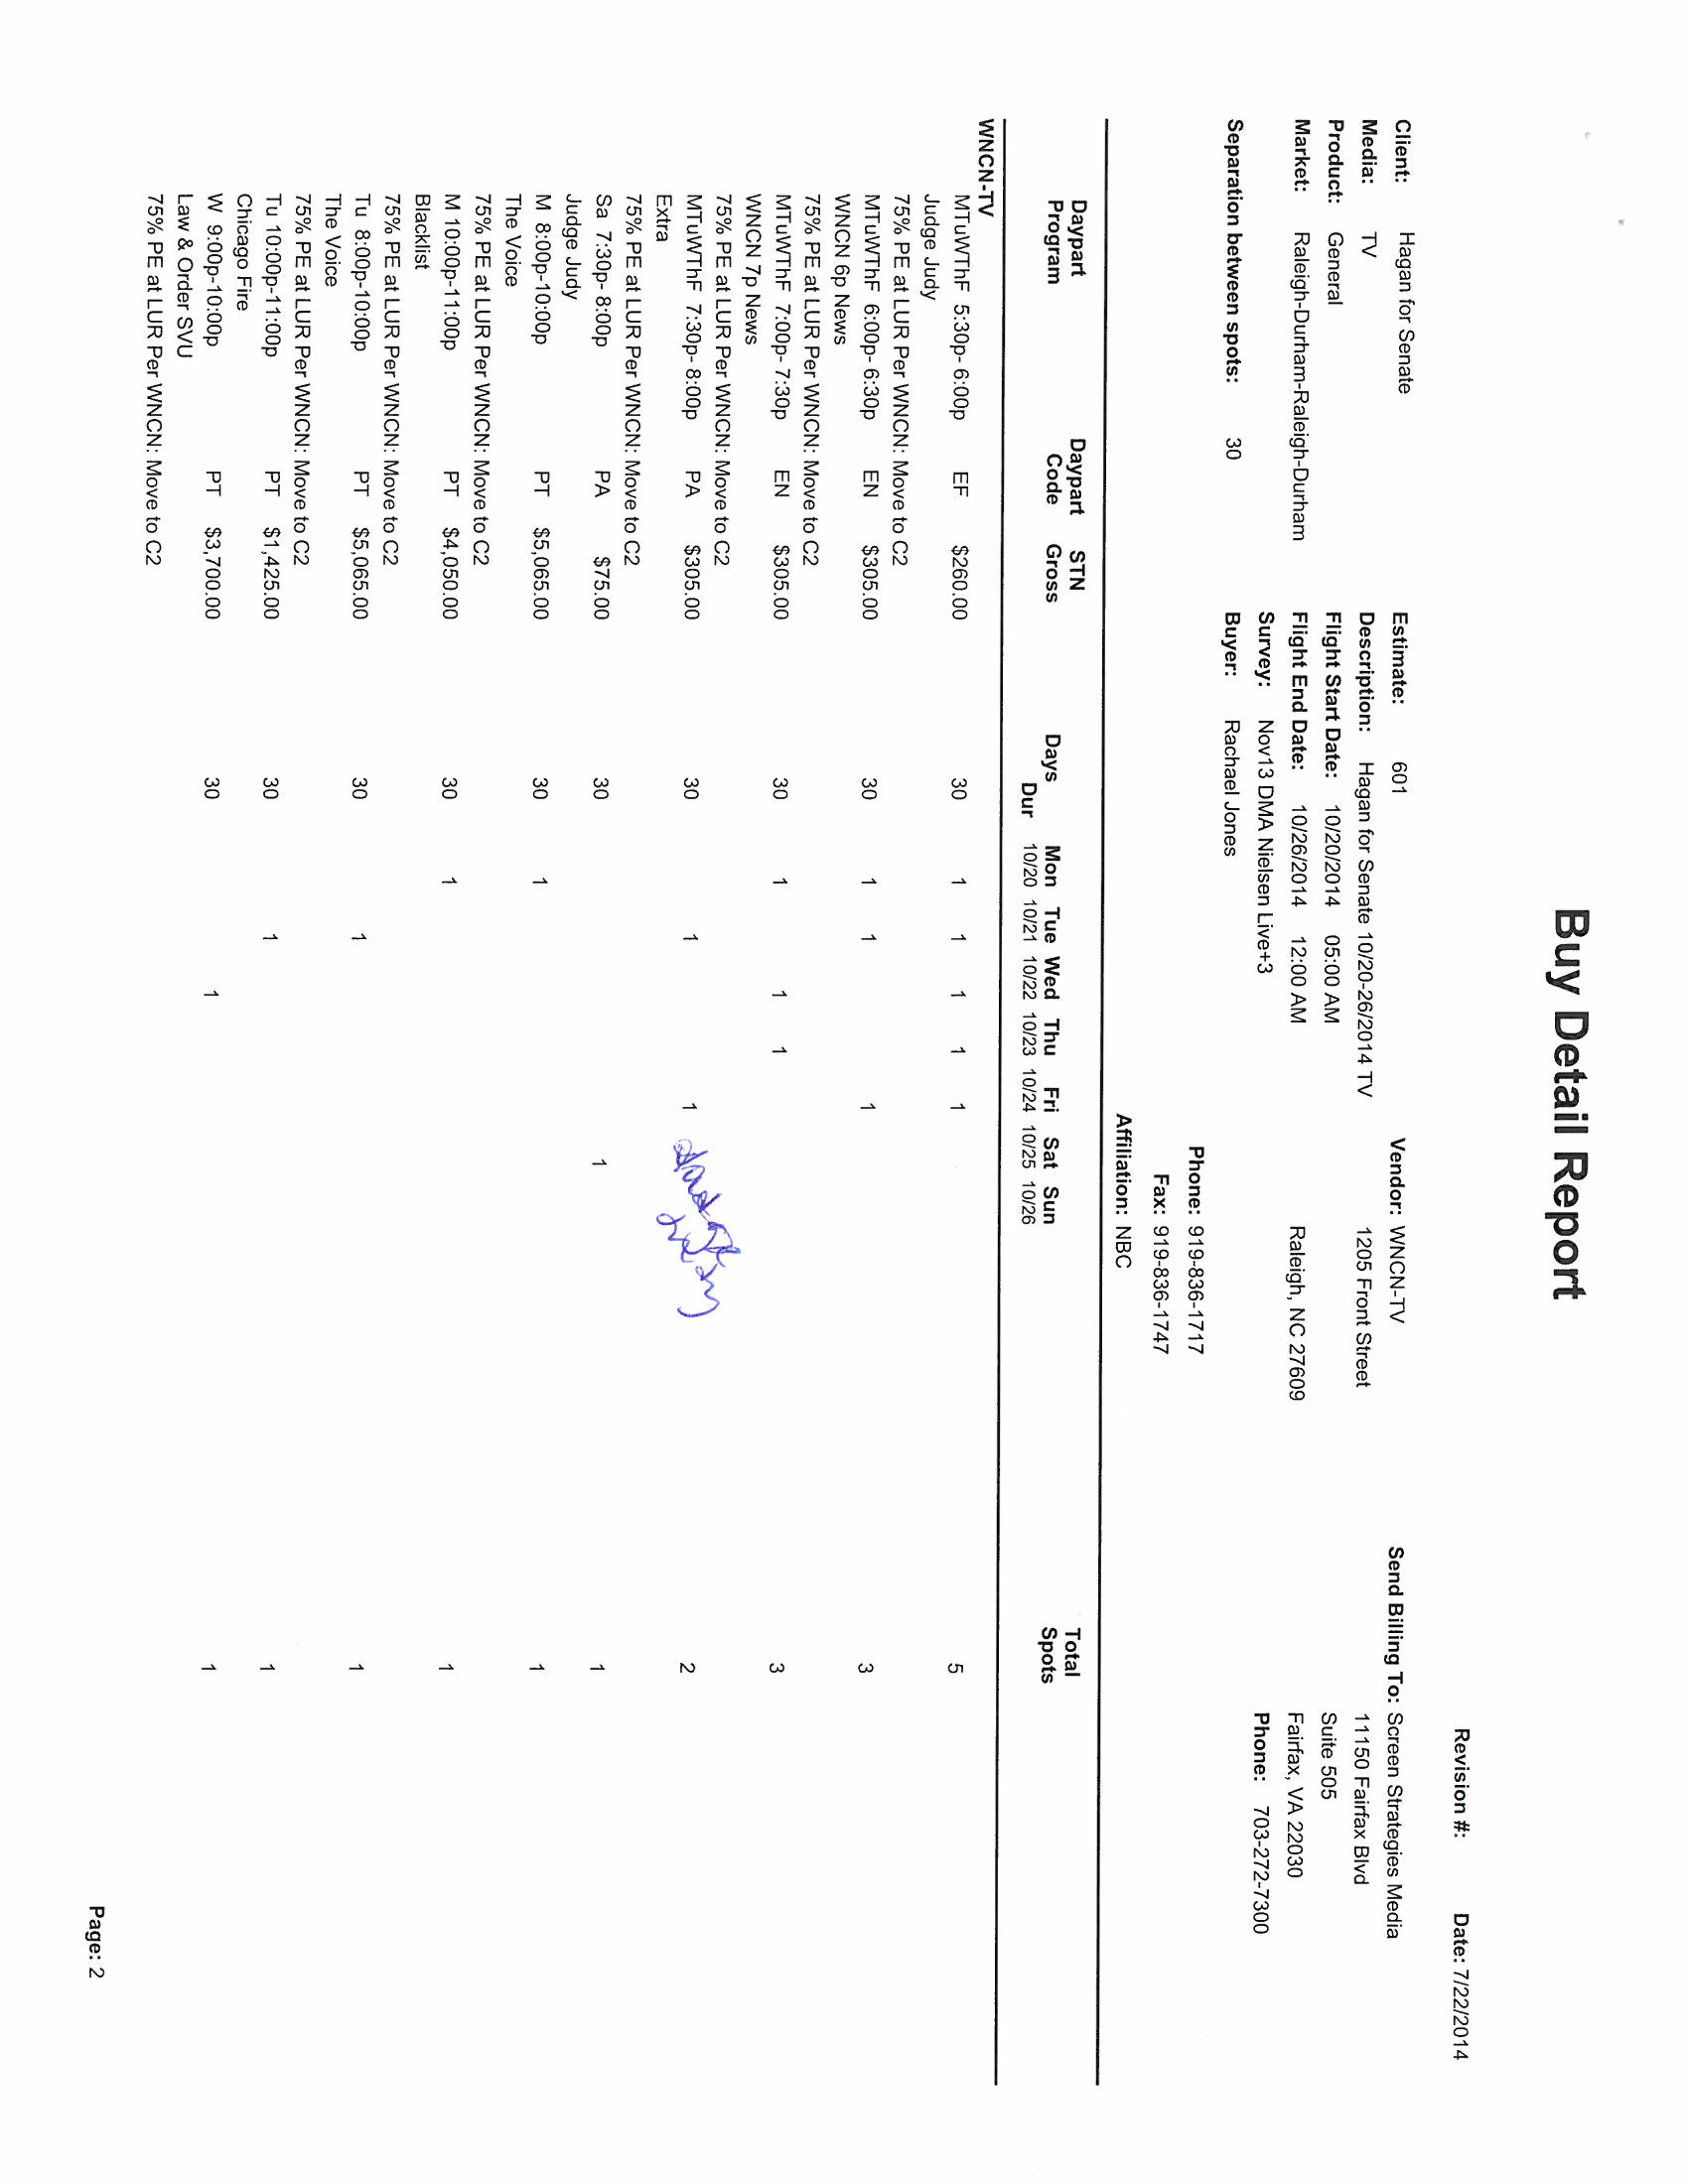 Buy Detail Report
Revision #: Date: 7/22/2014
Client: Hagan for Senate Estimate: 601 Vendor: WNCN-TV Send Billing To: Screen Strategies Media
Media: TV Description: Hagan for Senate 10/20-26/2014 TV 1205 Front Street 11150 Fairfax Blvd
Product: General Flight Start Date: 10/20/2014 05:00 AM Suite 505
Market: Raleigh-Durham-Raleigh-Durham Flight End Date: 10/26/2014 12:00 AM Raleigh, NC 27609 Fairfax, VA 22030
Survey: Nov13 DMA Nielsen Live+3 Phone: 703-272-7300
Separation between spots: 30 Buyer: Rachael Jones
Phone: 919-836-1717
Fax: 919-836-1747
Affiliation: NBC
Daypart Daypart STN Total
Program Code Gross Days Mon Tue Wed Thu Fri Sat Sun Spots
Dur 10/20 10/21 10/22 10/23 10/24 10/25 10/26
WNCN-TV
MTuWThF 5:30p- 6:00p EF $260.00 30 1 1 1 1 1 5
Judge Judy
75% PE at LUR Per WNCN: Move to C2
MTuWThF 6:00p- 6:30p EN $305.00 30 1 1 1 3
WNCN 6p News
75% PE at LUR Per WNCN: Move to C2
MTuWThF 7:00p- 7:30p EN $305.00 30 1 1 1 3
WNCN 7p News
75% PE at LUR Per WNCN: Move to C2
MTuWThF 7:30p- 8:00p PA $305.00 30 1 1 2
Extra
75% PE at LUR Per WNCN: Move to C2
Sa 7:30p- 8:00p PA $75.00 30 1 1
Judge Judy
M 8:00p-10:00p PT $5,065.00 30 1 1
The Voice
75% PE at LUR Per WNCN: Move to C2
M 10:00p-11:00p PT $4,050.00 30 1 1
Blacklist
75% PE at LUR Per WNCN: Move to C2
Tu 8:00p-10:00p PT $5,065.00 30 1 1
The Voice
75% PE at LUR Per WNCN: Move to C2
Tu 10:00p-11:00p PT $1,425.00 30 1 1
Chicago Fire
W 9:00p-10:00p PT $3,700.00 30 1 1
Law & Order SVU
75% PE at LUR Per WNCN: Move to C2
Page: 2